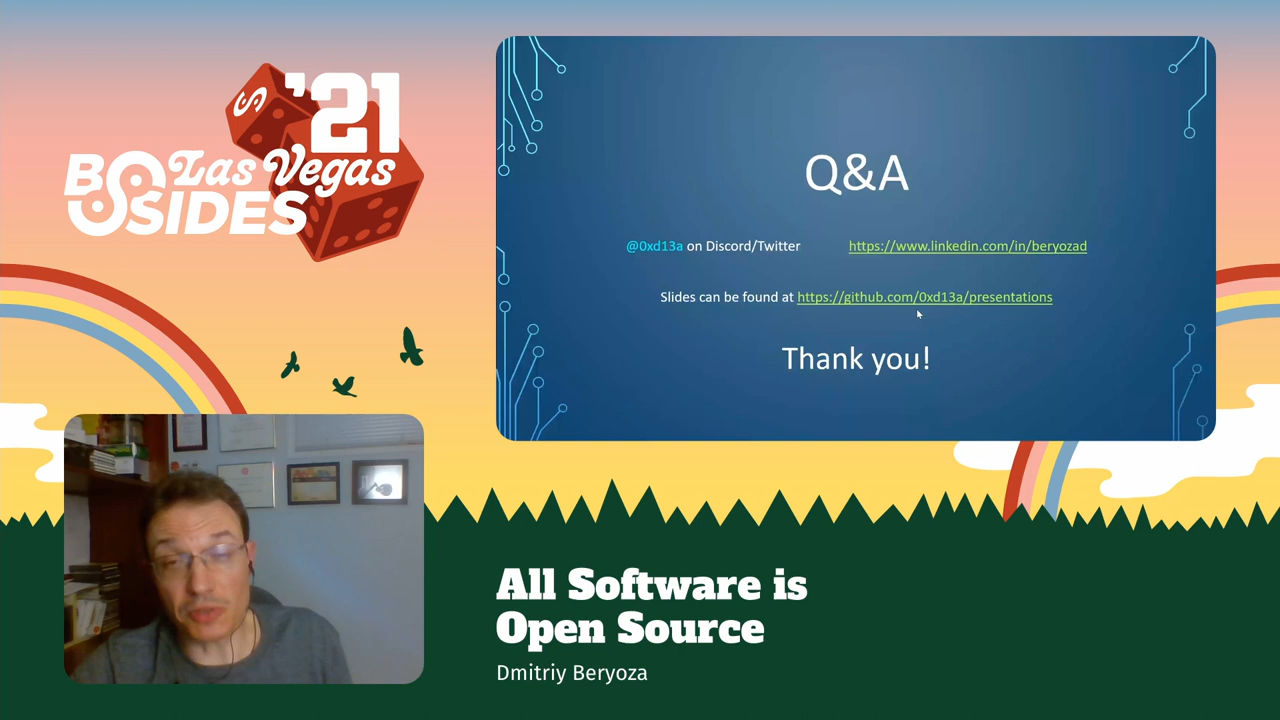 '21
BSIDES Las Vegas
Q&A
@0xd13a on Discord/Twitter https://www.linkedin.com/in/beryozad
Slides can be found at https://github.com/0xd13a/presentations
Thank you!
All Software is
Open Source
Dmitriy Beryoza